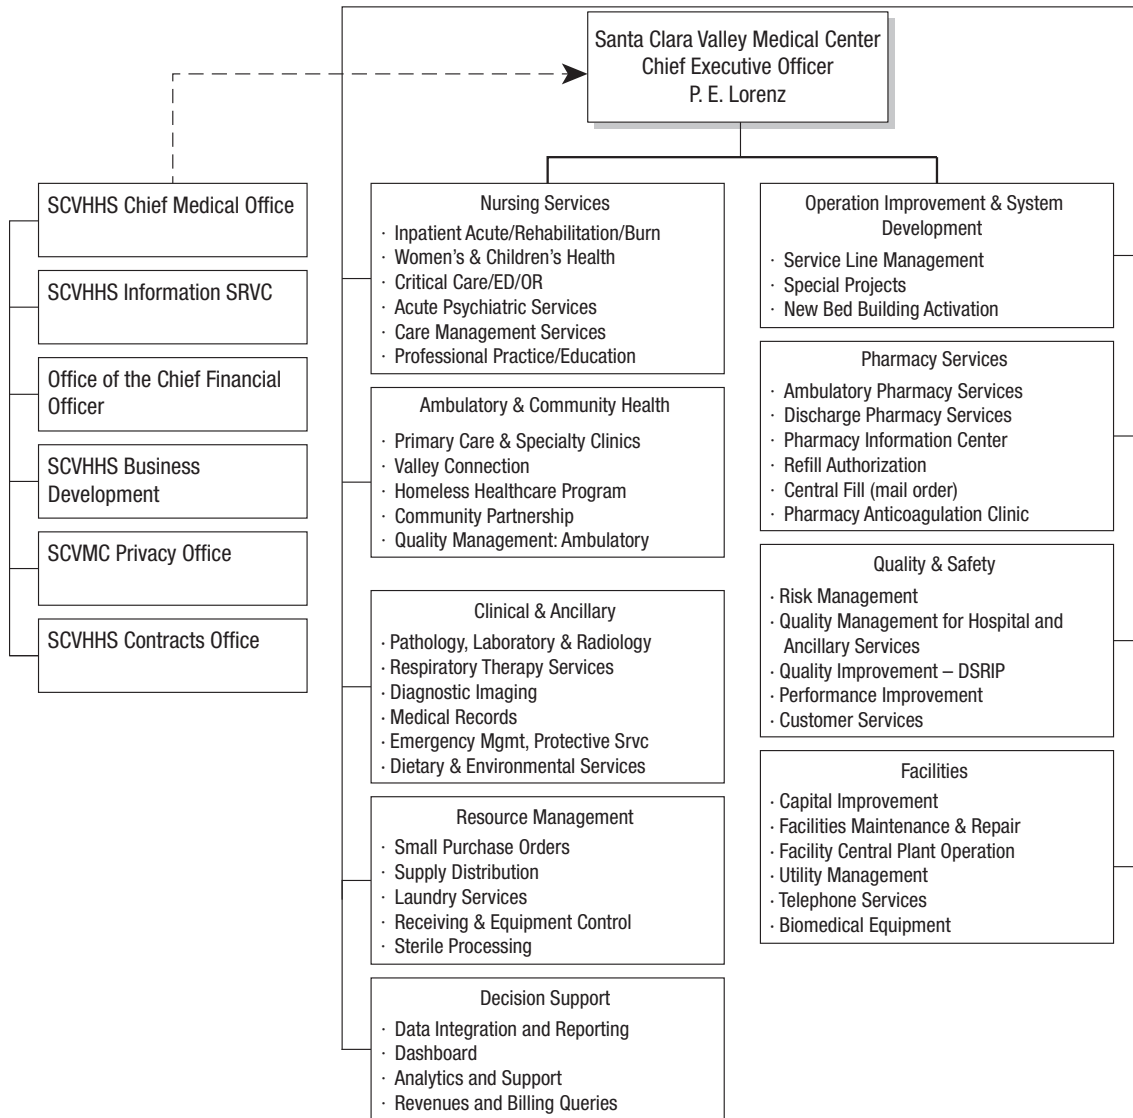 Santa Clara Valley Medical Center
Chief Executive Officer
P. E. Lorenz
SCVHHS Chief Medical Office
SCVHHS Information SRVC
Office of the Chief Financial
Officer
SCVHHS Business
Development
SCVMC Privacy Office
SCVHHS Contracts Office
Nursing Services
· Inpatient Acute/Rehabilitation/Burn
· Women’s & Children’s Health
· Critical Care/ED/OR
· Acute Psychiatric Services
· Care Management Services
· Professional Practice/Education
Ambulatory & Community Health
· Primary Care & Specialty Clinics
· Valley Connection
· Homeless Healthcare Program
· Community Partnership
· Quality Management: Ambulatory
Clinical & Ancillary
· Pathology, Laboratory & Radiology
· Respiratory Therapy Services
· Diagnostic Imaging
· Medical Records
· Emergency Mgmt, Protective Srvc
· Dietary & Environmental Services
Resource Management
· Small Purchase Orders
· Supply Distribution
· Laundry Services
· Receiving & Equipment Control
· Sterile Processing
Decision Support
· Data Integration and Reporting
· Dashboard
· Analytics and Support
· Revenues and Billing Queries
Operation Improvement & System
Development
· Service Line Management
· Special Projects
· New Bed Building Activation
Pharmacy Services
· Ambulatory Pharmacy Services
· Discharge Pharmacy Services
· Pharmacy Information Center
· Refill Authorization
· Central Fill (mail order)
· Pharmacy Anticoagulation Clinic
Quality & Safety
· Risk Management
· Quality Management for Hospital and
Ancillary Services
· Quality Improvement – DSRIP
· Performance Improvement
· Customer Services
Facilities
· Capital Improvement
· Facilities Maintenance & Repair
· Facility Central Plant Operation
· Utility Management
· Telephone Services
· Biomedical Equipment